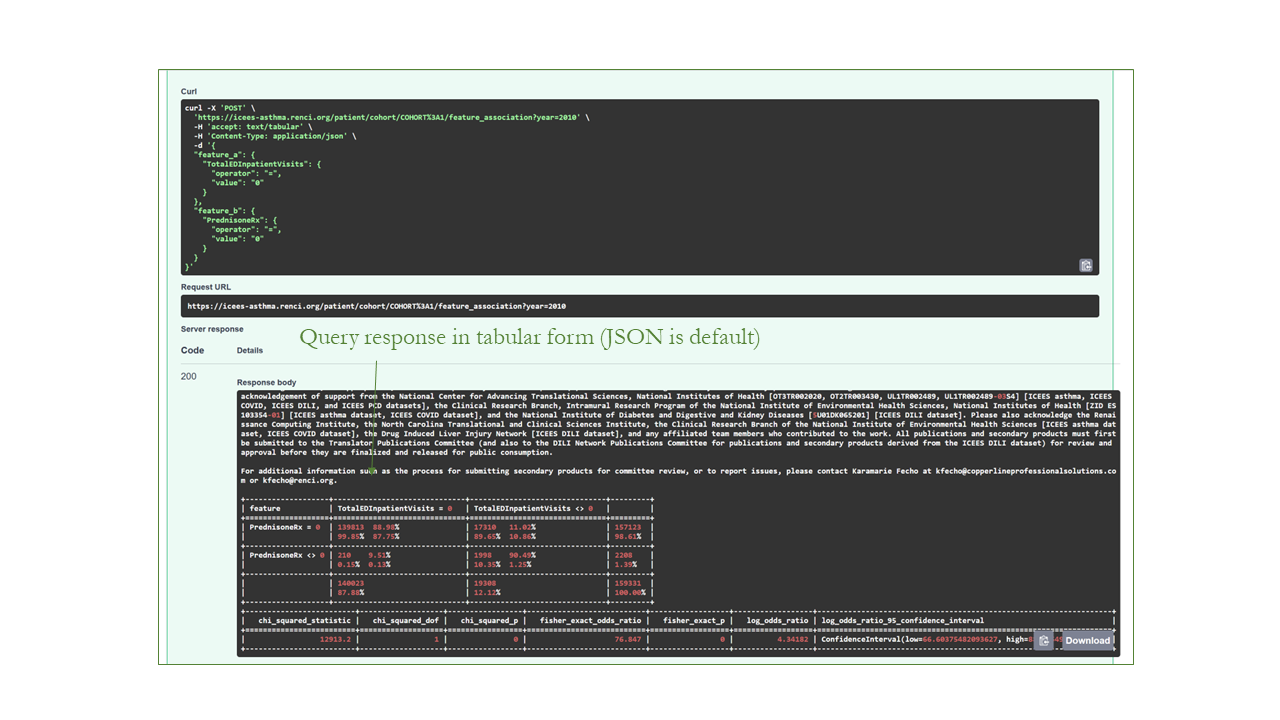 Curl
curl -X 'POST' \
'https://icees-asthma.renci.org/patient/cohort/COHORT%3A1/feature_association?year=2010' \
-H 'accept: text/tabular' \
-H 'Content-Type: application/json' \
-d '{
"feature_a": {
"TotalEDInpatientVisits": {
"operator": "=",
"value": "0"
}
},
"feature_b": {
"PrednisoneRx": {
"operator": "=",
"value": "0"
}
}
}'
Request URL
https://icees-asthma.renci.org/patient/cohort/COHORT%3A1/feature_association?year=2010
Server response
Query response in tabular form (JSON is default)
Code Details
200
Response body
acknowledgement of support from the National Center for Advancing Translational Sciences, National Institutes of Health [OT3TR002020, OT2TR003430, UL1TR002489, UL1TR002489-03S4] [ICEES asthma, ICEES
COVID, ICEES DILI, and ICEES PCD datasets], the Clinical Research Branch, Intramural Research Program of the National Institute of Environmental Health Sciences, National Institutes of Health [ZID ES
103354-01] [ICEES asthma dataset, ICEES COVID dataset], and the National Institute of Diabetes and Digestive and Kidney Diseases [5U01DK065201] [ICEES DILI dataset]. Please also acknowledge the Renai
ssance Computing Institute, the North Carolina Translational and Clinical Sciences Institute, the Clinical Research Branch of the National Institute of Environmental Health Sciences [ICEES asthma dat
aset, ICEES COVID dataset], the Drug Induced Liver Injury Network [ICEES DILI dataset], and any affiliated team members who contributed to the work. All publications and secondary products must first
be submitted to the Translator Publications Committee (and also to the DILI Network Publications Committee for publications and secondary products derived from the ICEES DILI dataset) for review and
approval before they are finalized and released for public consumption.
For additional information such as the process for submitting secondary products for committee review, or to report issues, please contact Karamarie Fecho at kfecho@copperlineprofessionalsolutions.co
m or kfecho@renci.org.
| feature | TotalEDInpatientVisits = 0 | TotalEDInpatientVisits <> 0 | |
| PrednisoneRx = 0 | 139813 88.98% | 17310 11.02% | 157123 |
| | 99.85% 87.75% | 89.65% 10.86% | 98.61% |
| PrednisoneRx <> 0 | 210 9.51% | 1998 90.49% | 2208 |
| | 0.15% 0.13% | 10.35% 1.25% | 1.39% |
| | 140023 | 19308 | 159331 |
| | 87.88% | 12.12% | 100.00% |
| chi_squared_statistic | chi_squared_dof | chi_squared_p | fisher_exact_odds_ratio | fisher_exact_p | log_odds_ratio | log_odds_ratio_95_confidence_interval
| 12913.2 | 1 | 0 | 76.847 | 0 | 4.34182 | ConfidenceInterval(low=66.60375482093627, high=
Download